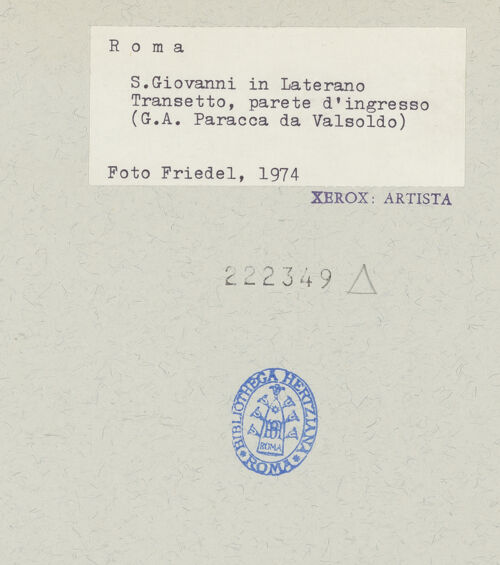 Roma
S.Giovanni in Laterano
Transetto, parete d'ingresso
(G.A. Paracca da Valsoldo)
Foto Friedel, 1974
XEROX: ARTISTA
222349
BIBLIOTHECA HERTZIANA
ROMA
ROMA